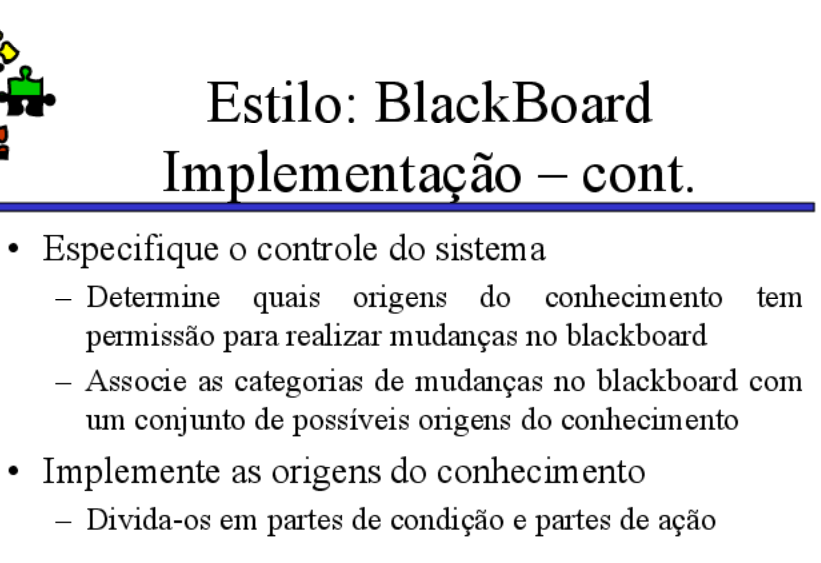 Estilo: BlackBoard
Implementação – cont.
• Especifique o controle do sistema
– Determine quais origens do conhecimento tem
permissão para realizar mudanças no blackboard
– Associe as categorias de mudanças no blackboard com
um conjunto de possíveis origens do conhecimento
• Implemente as origens do conhecimento
– Divida-os em partes de condição e partes de ação